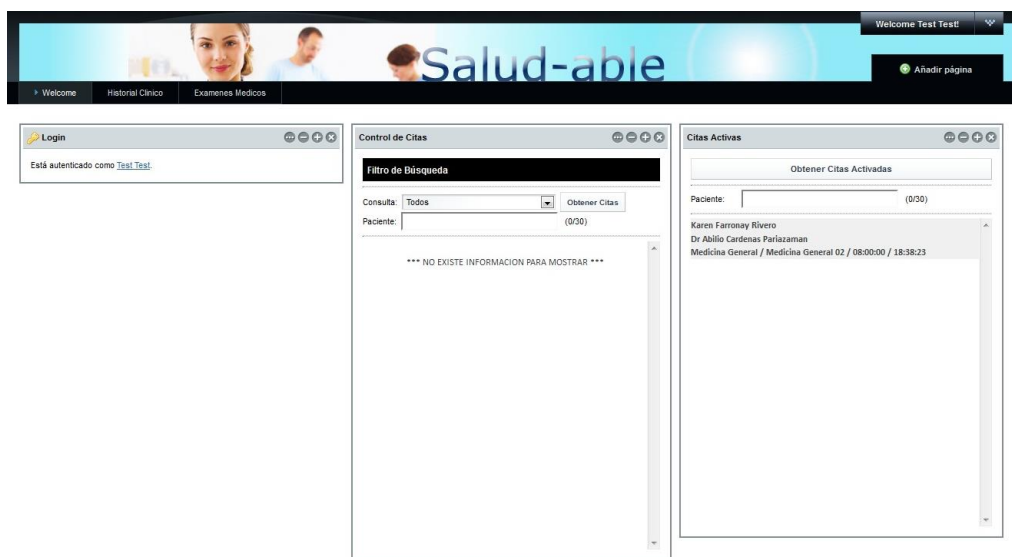 Welcome Test Test!
Salud-able
Añadir página
Welcome Historial Clinico Examenes Medicos
Login
Está autenticado como Test Test.
Control de Citas
Filtro de Búsqueda
Consulta: Todos Obtener Citas
Paciente: (0/30)
*** NO EXISTE INFORMACION PARA MOSTRAR ***
Citas Activas
Obtener Citas Activadas
Paciente: (0/30)
Karen Farronay Rivero
Dr Abilio Cardenas Pariazaman
Medicina General / Medicina General 02 / 08:00:00 / 18:38:23